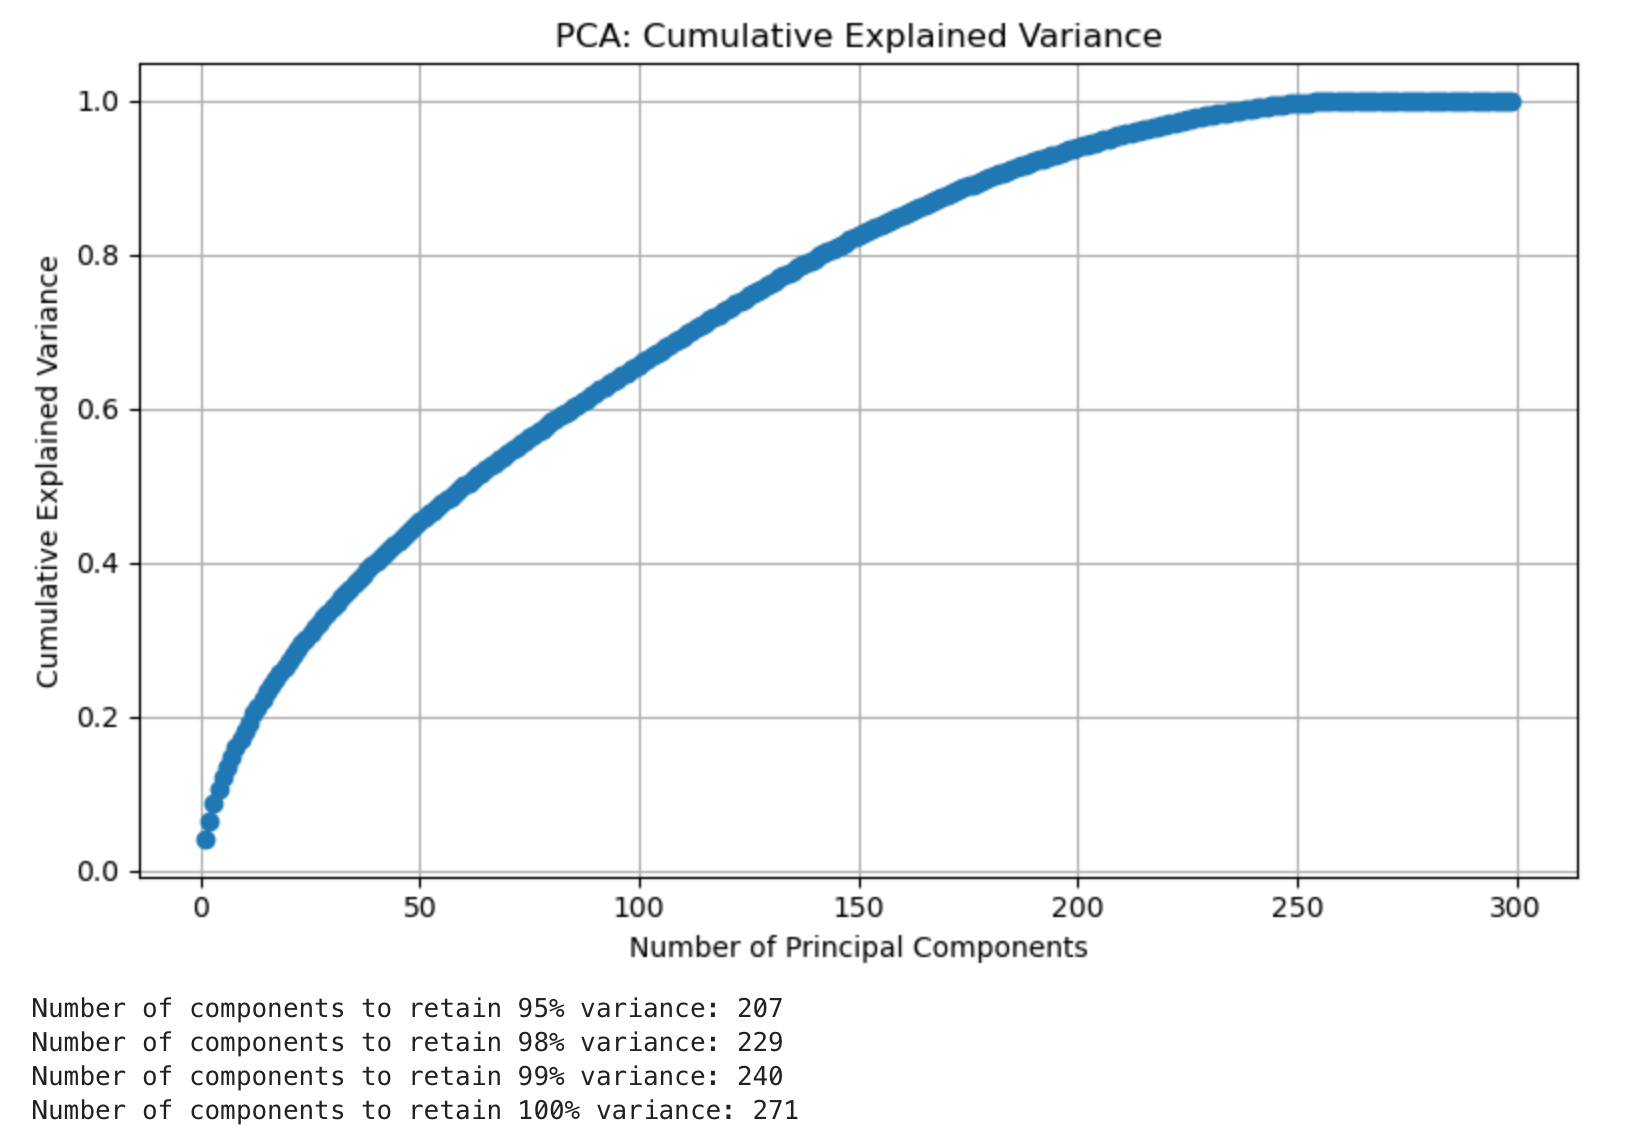 PCA: Cumulative Explained Variance
1.0
0.8
0.6
0.4
0.2
0.0
Cumulative Explained Variance
0 50 100 150 200 250 300
Number of Principal Components
Number of components to retain 95% variance: 207
Number of components to retain 98% variance: 229
Number of components to retain 99% variance: 240
Number of components to retain 100% variance: 271